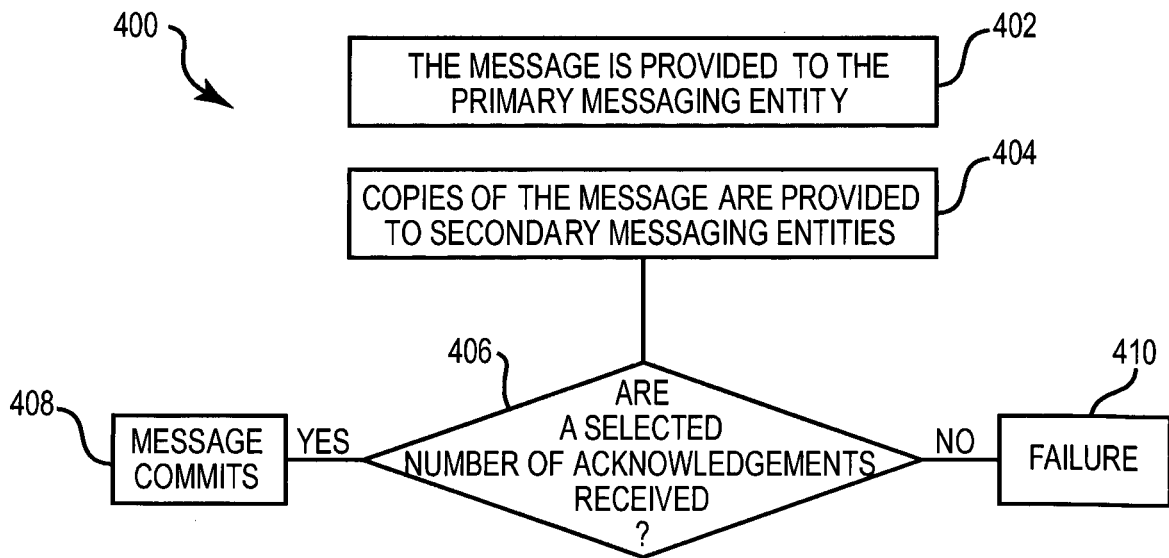 400
402
THE MESSAGE IS PROVIDED TO THE
PRIMARY MESSAGING ENTITY
404
COPIES OF THE MESSAGE ARE PROVIDED
TO SECONDARY MESSAGING ENTITIES
406
ARE
A SELECTED
NUMBER OF ACKNOWLEDGEMENTS
RECEIVED
?
408
MESSAGE
COMMITS
YES
NO
410
FAILURE